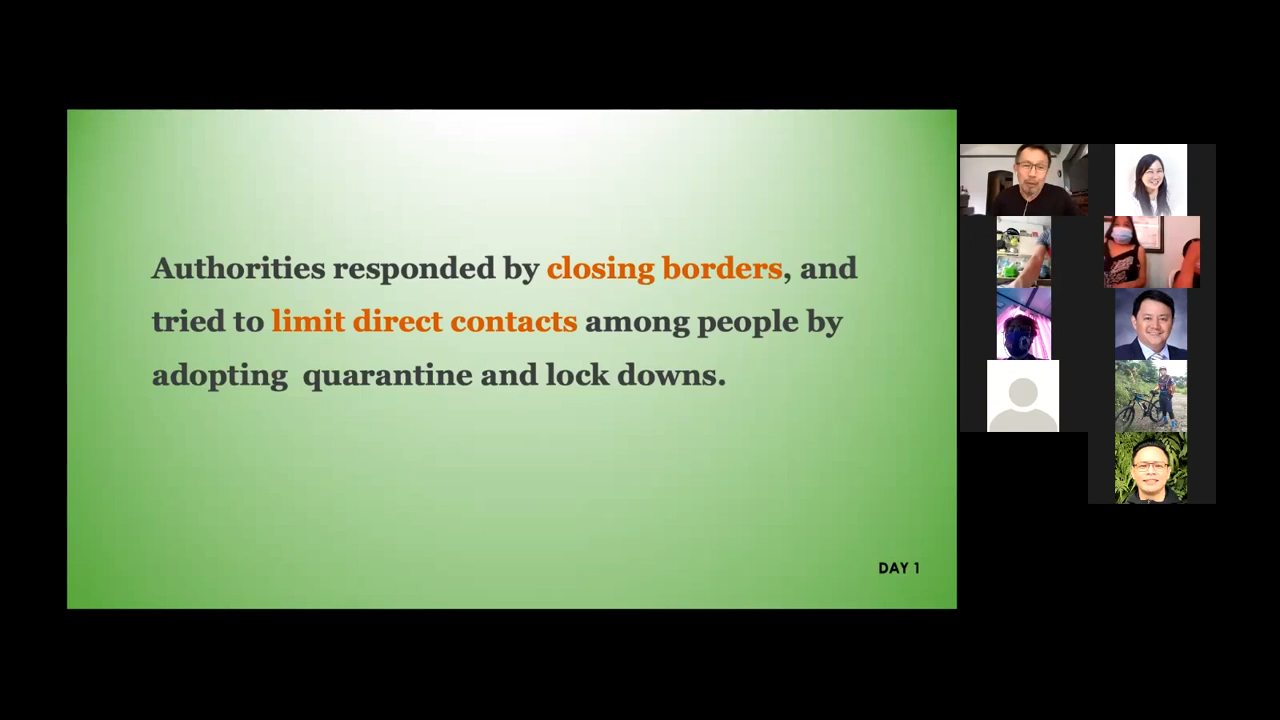 Authorities responded by closing borders, and
tried to limit direct contacts among people by
adopting  quarantine and lock downs.
DAY 1